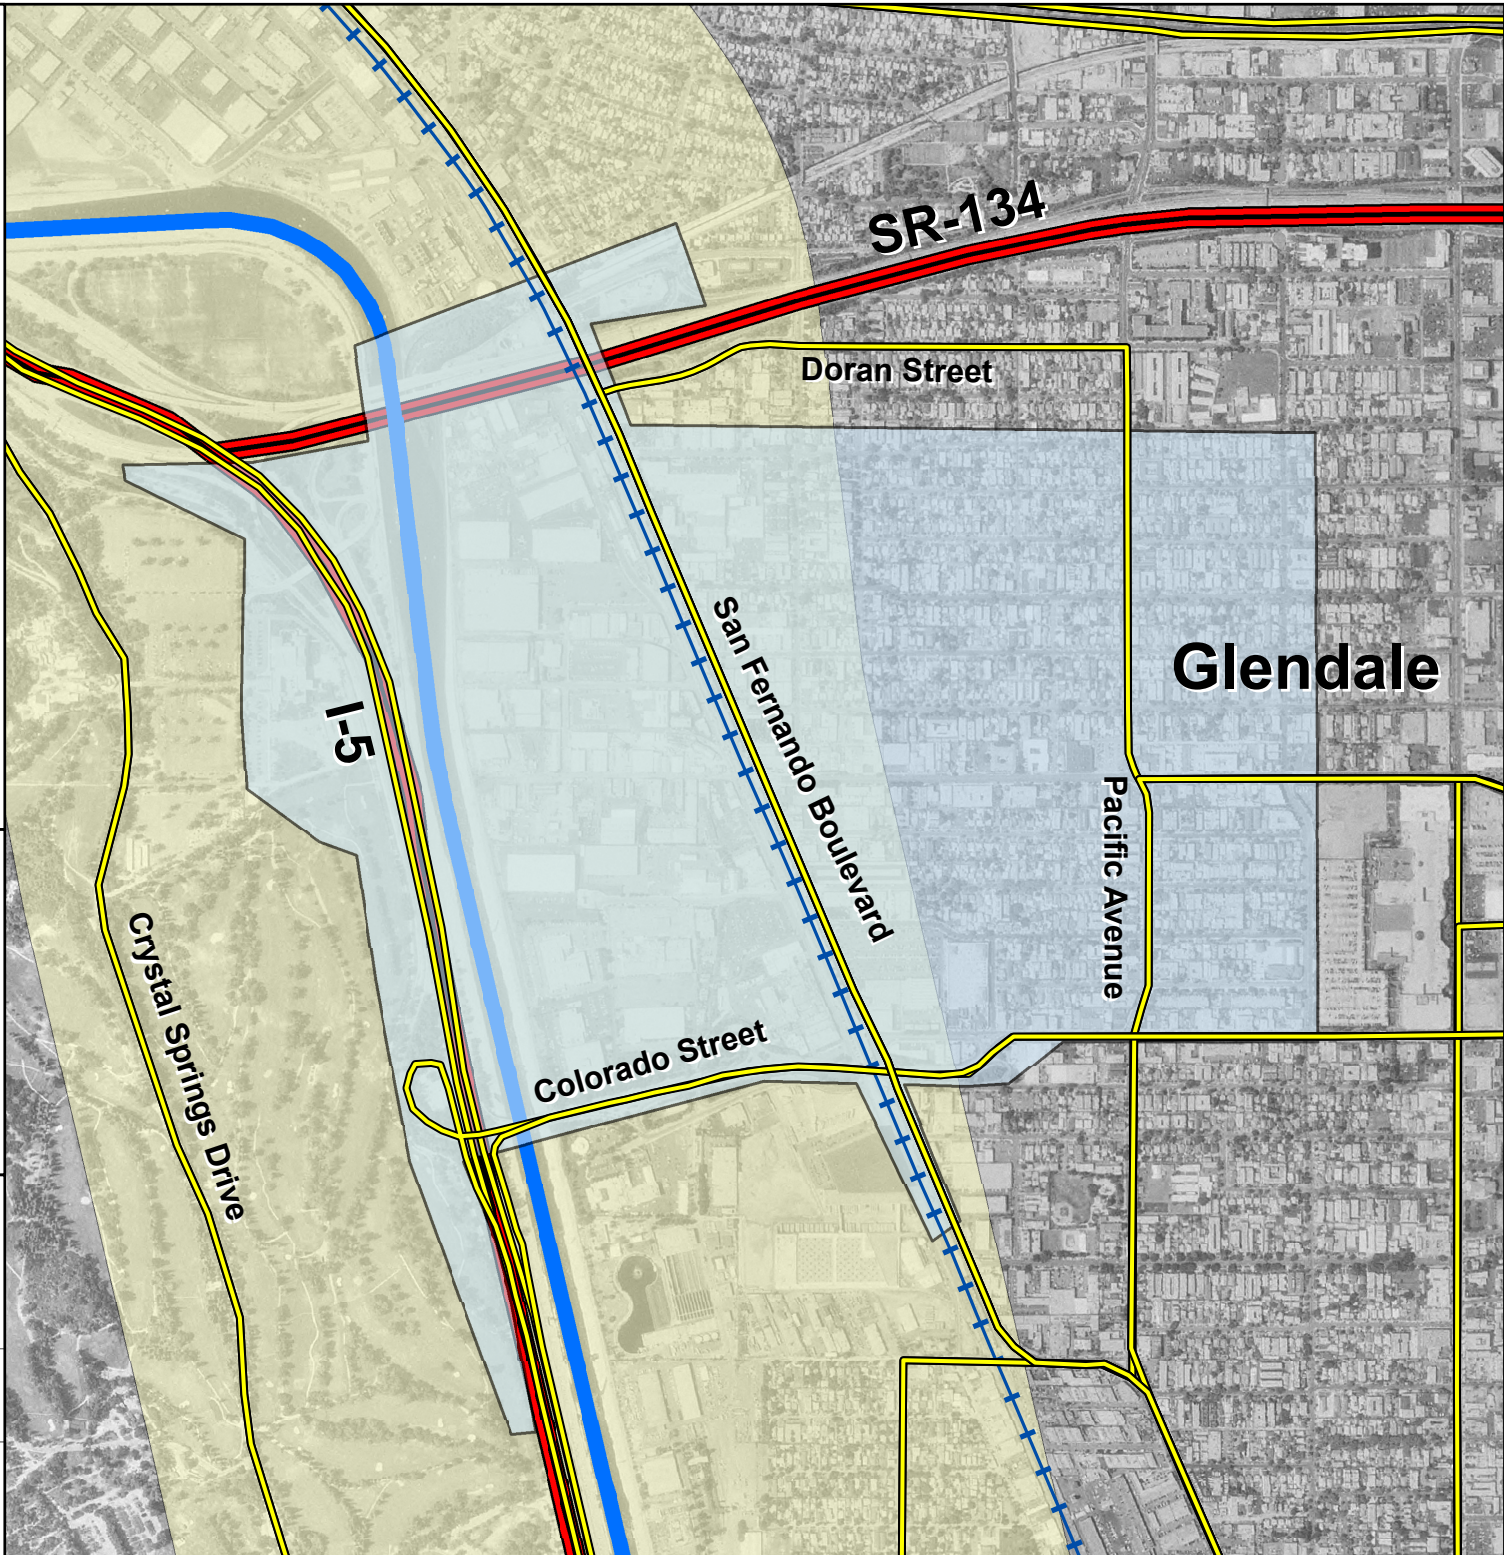 SR-134
Doran Street
San Fernando Boulevard
Glendale
I-5
Pacific Avenue
Crystal Springs Drive
Colorado Street